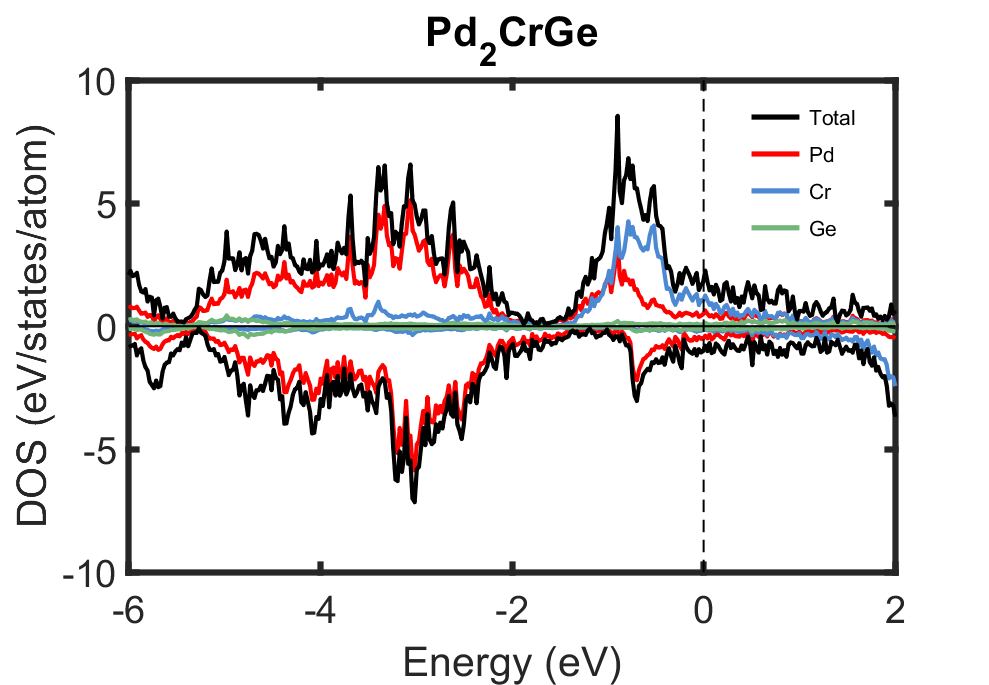 Pd2CrGe
10
5
0
-5
-10
DOS (eV/states/atom)
Total
Pd
Cr
Ge
-6
-4
-2
0
2
Energy (eV)